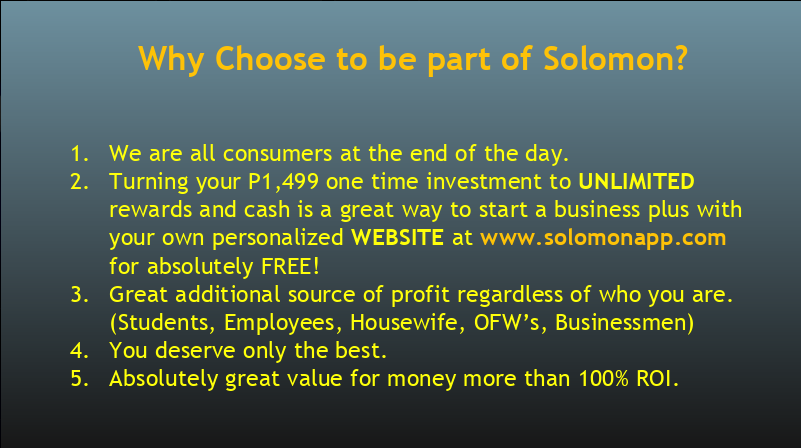 Why Choose to be part of Solomon?
1. We are all consumers at the end of the day.
2. Turning your P1,499 one time investment to UNLIMITED
rewards and cash is a great way to start a business plus with
your own personalized WEBSITE at www.solomonapp.com
for absolutely FREE!
3. Great additional source of profit regardless of who you are.
(Students, Employees, Housewife, OFW’s, Businessmen)
4. You deserve only the best.
5. Absolutely great value for money more than 100% ROI.